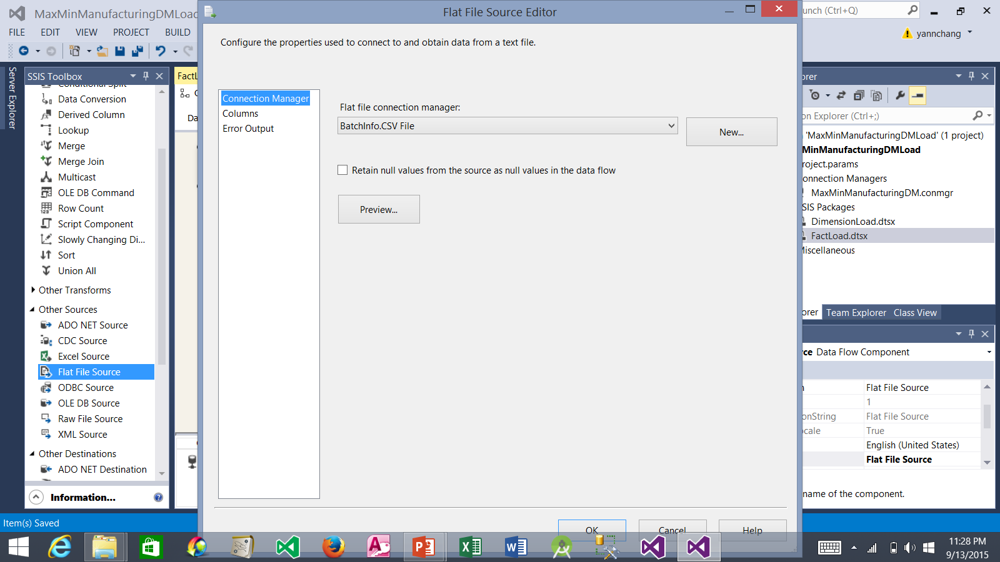 MaxMinManufacturingDMLoad
Flat File Source Editor
unch (Ctrl+Q)
FILE EDIT VIEW PROJECT BUILD
yannchang
Configure the properties used to connect to and obtain data from a text file.
Server Explorer
SSIS Toolbox
Conditional Split
Data Conversion
Derived Column
Lookup
Merge
Merge Join
Multicast
OLE DB Command
Row Count
Script Component
Slowly Changing Di...
Sort
Union All
Other Transforms
Other Sources
ADO NET Source
CDC Source
Excel Source
Flat File Source
ODBC Source
OLE DB Source
Raw File Source
XML Source
Other Destinations
ADO NET Destination
Information...
Item(s) Saved
FactL
Da
Connection Manager
Columns
Error Output
Flat file connection manager:
BatchInfo.CSV File
New...
Retain null values from the source as null values in the data flow
Preview...
OK Cancel Help
orer
on Explorer (Ctrl+;)
'MaxMinManufacturingDMLoad' (1 project)
MinManufacturingDMLoad
roject.params
onnection Managers
MaxMinManufacturingDM.conmgr
SIS Packages
DimensionLoad.dtsx
FactLoad.dtsx
iscellaneous
orer Team Explorer Class View
rce Data Flow Component
n Flat File Source
1
onString Flat File Source
ocale True
English (United States)
Flat File Source
name of the component.
11:28 PM
9/13/2015